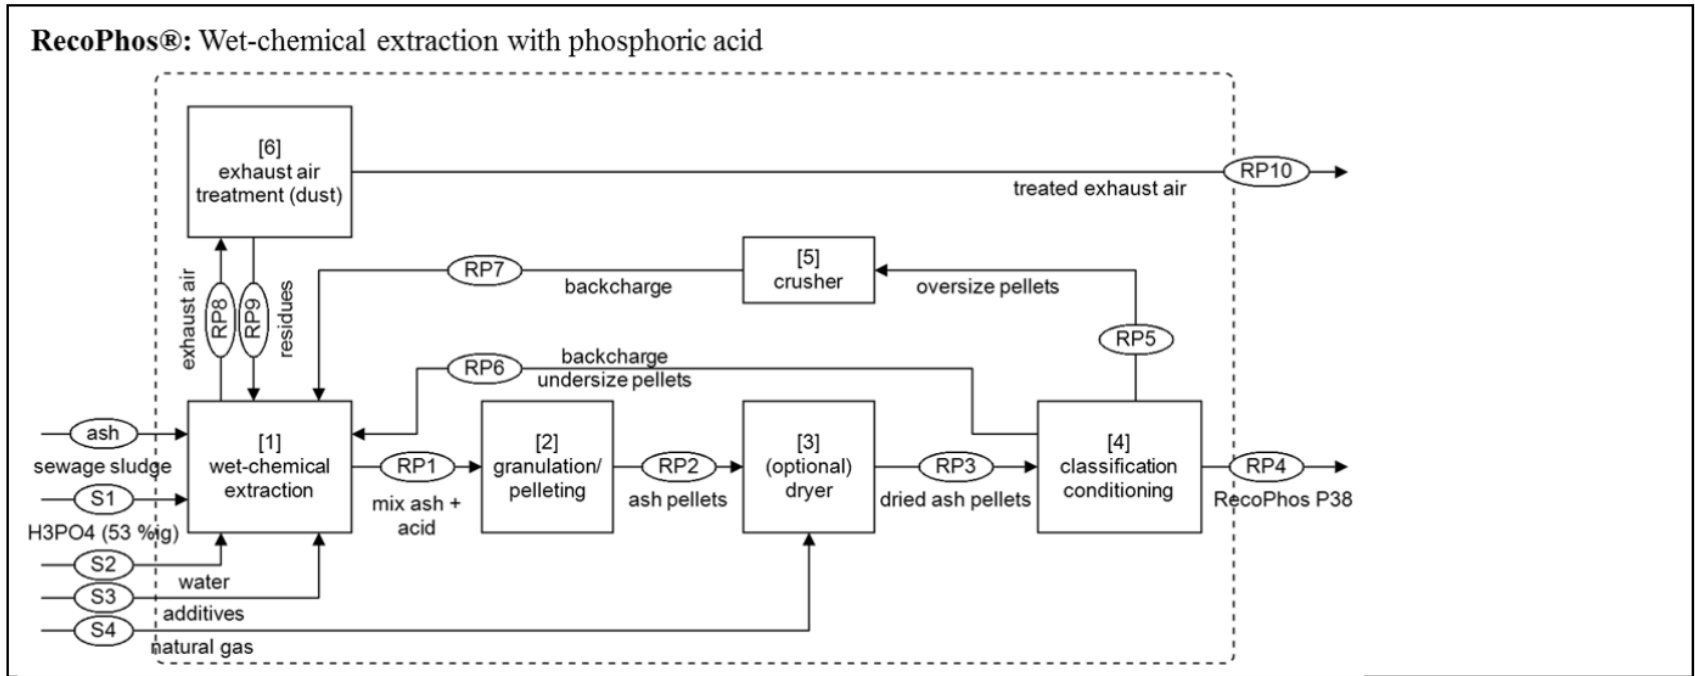 RecoPhos®: Wet-chemical extraction with phosphoric acid
[6]
exhaust air
treatment (dust)
RP10
treated exhaust air
[5]
crusher
RP7
backcharge
oversize pellets
exhaust air
RP8
RP9
residues
RP5
RP6
backcharge
undersize pellets
ash
sewage sludge
S1
H3PO4 (53 %ig)
S2
water
S3
additives
S4
natural gas
[1]
wet-chemical
extraction
RP1
mix ash +
acid
[2]
granulation/
pelleting
RP2
ash pellets
[3]
(optional)
dryer
RP3
dried ash pellets
[4]
classification
conditioning
RP4
RecoPhos P38